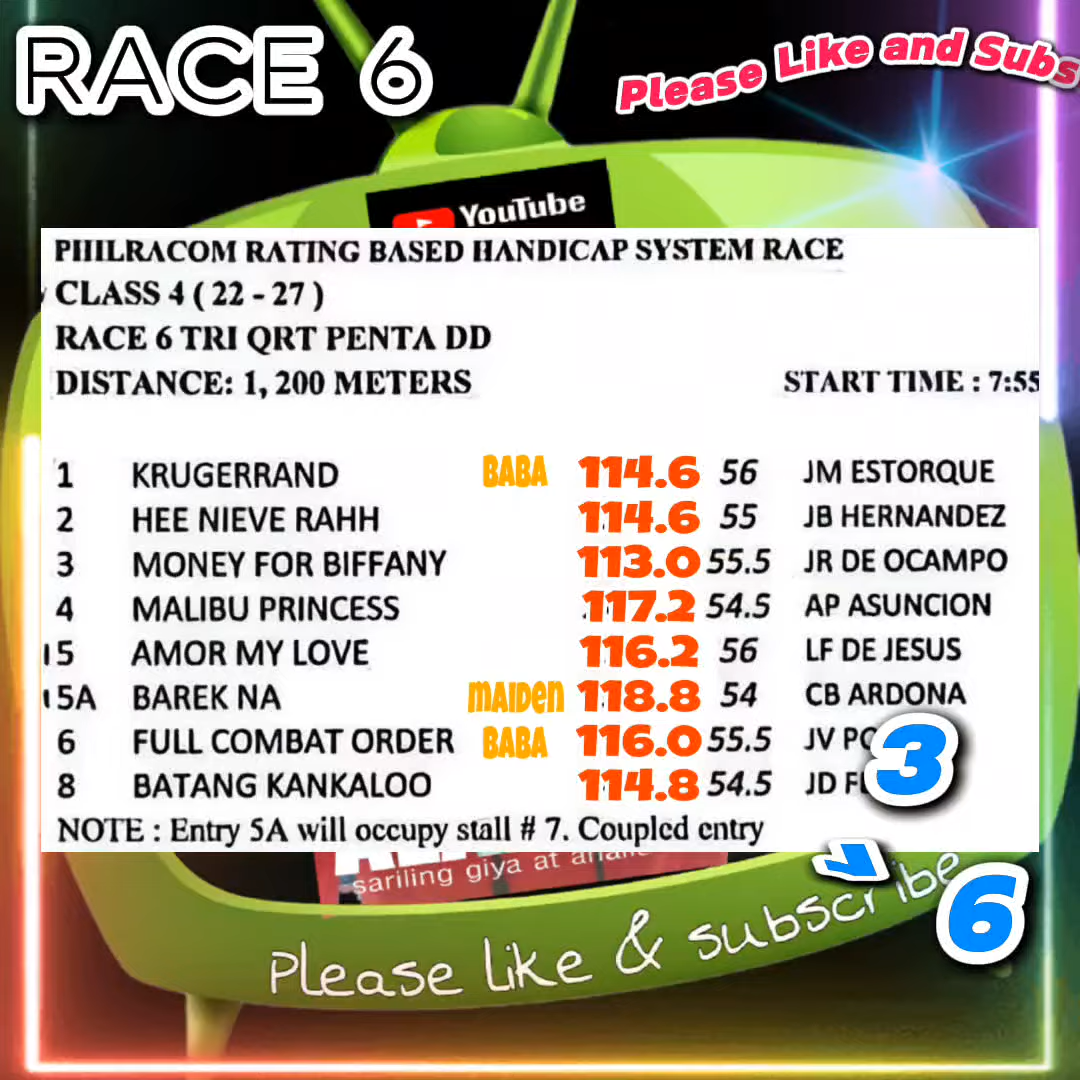 RACE 6
Please Like and Subs
YouTube
PHILRACOM RATING BASED HANDICAP SYSTEM RACE
CLASS 4 ( 22 - 27 )
RACE 6 TRI QRT PENTA DD
DISTANCE: 1, 200 METERS START TIME : 7:55
1 KRUGERRAND BABA 114.6 56 JM ESTORQUE
2 HEE NIEVE RAHH 114.6 55 JB HERNANDEZ
3 MONEY FOR BIFFANY 113.0 55.5 JR DE OCAMPO
4 MALIBU PRINCESS 117.2 54.5 AP ASUNCION
5 AMOR MY LOVE 116.2 56 LF DE JESUS
5A BAREK NA maiden 118.8 54 CB ARDONA
6 FULL COMBAT ORDER BABA 116.0 55.5 JV
8 BATANG KANKALOO 114.8 54.5 JD
3
NOTE : Entry 5A will occupy stall # 7. Coupled entry
sariling giya at
6
Please like & subscribe